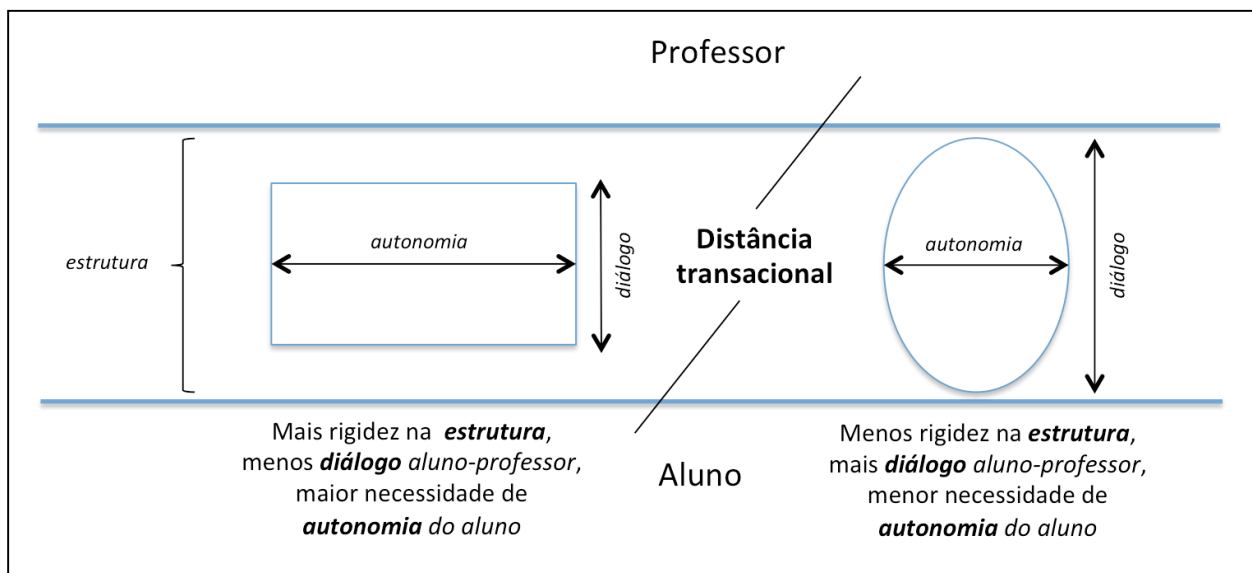 Professor
estrutura
autonomia
diálogo
Distância
transacional
autonomia
diálogo
Mais rigidez na estrutura,
menos diálogo aluno-professor,
maior necessidade de
autonomia do aluno
Aluno
Menos rigidez na estrutura,
mais diálogo aluno-professor,
menor necessidade de
autonomia do aluno